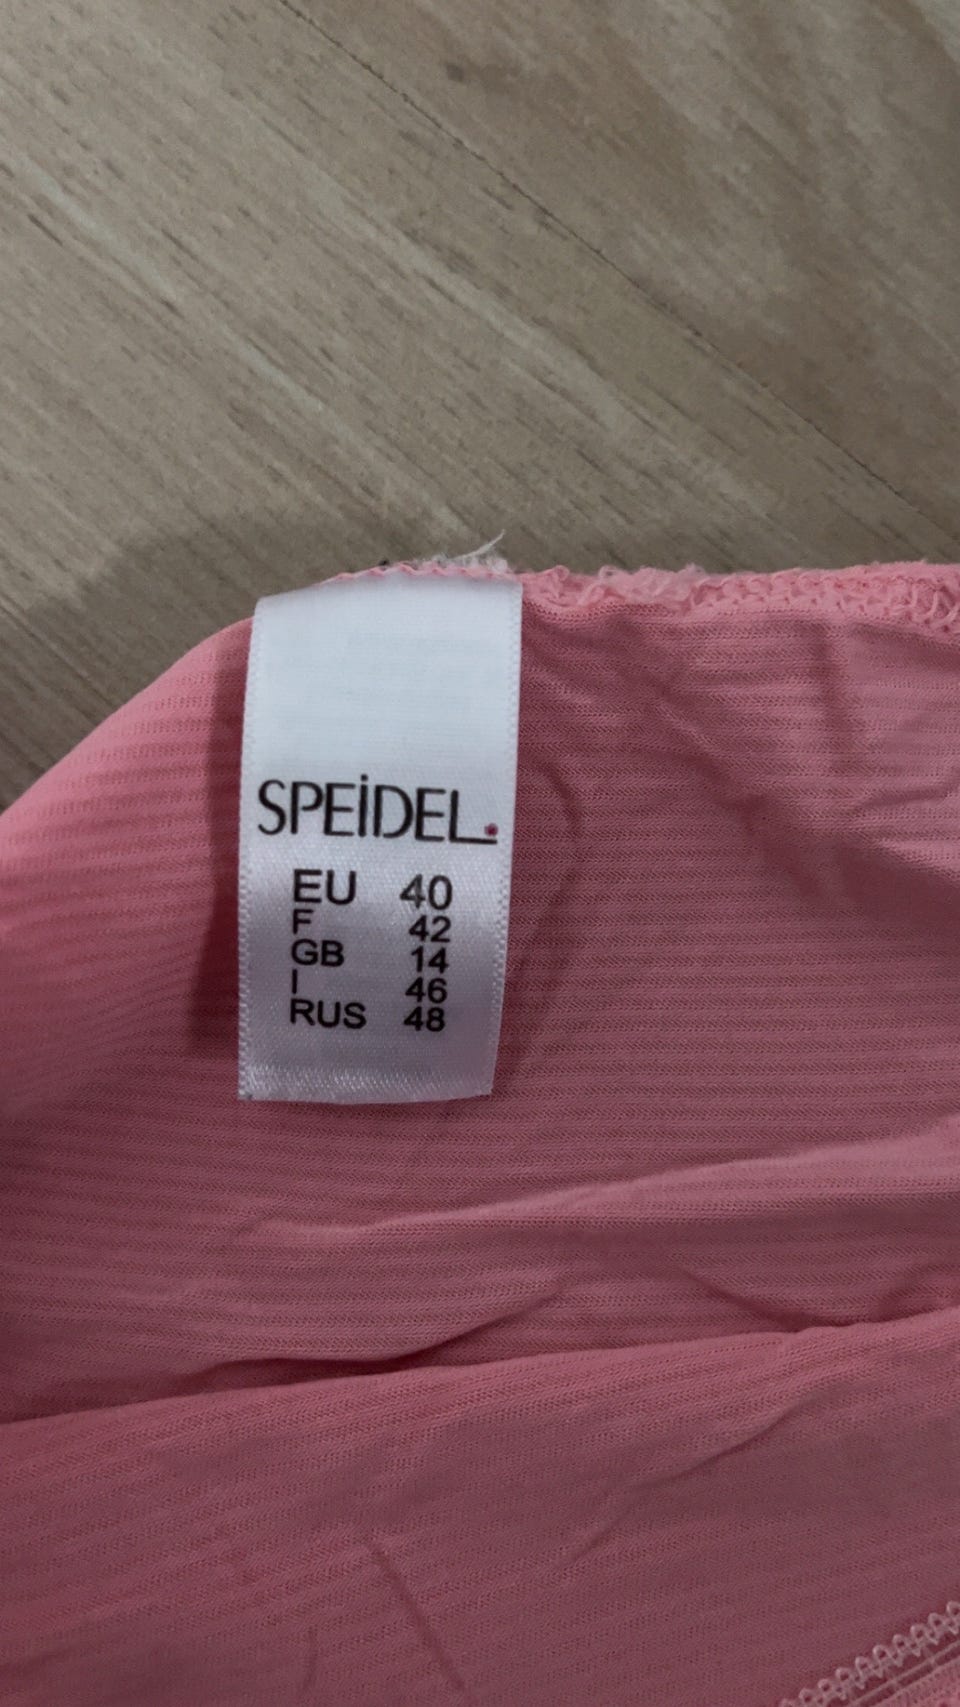 SPEiDEL.
EU 40
F 42
GB 14
I 46
RUS 48